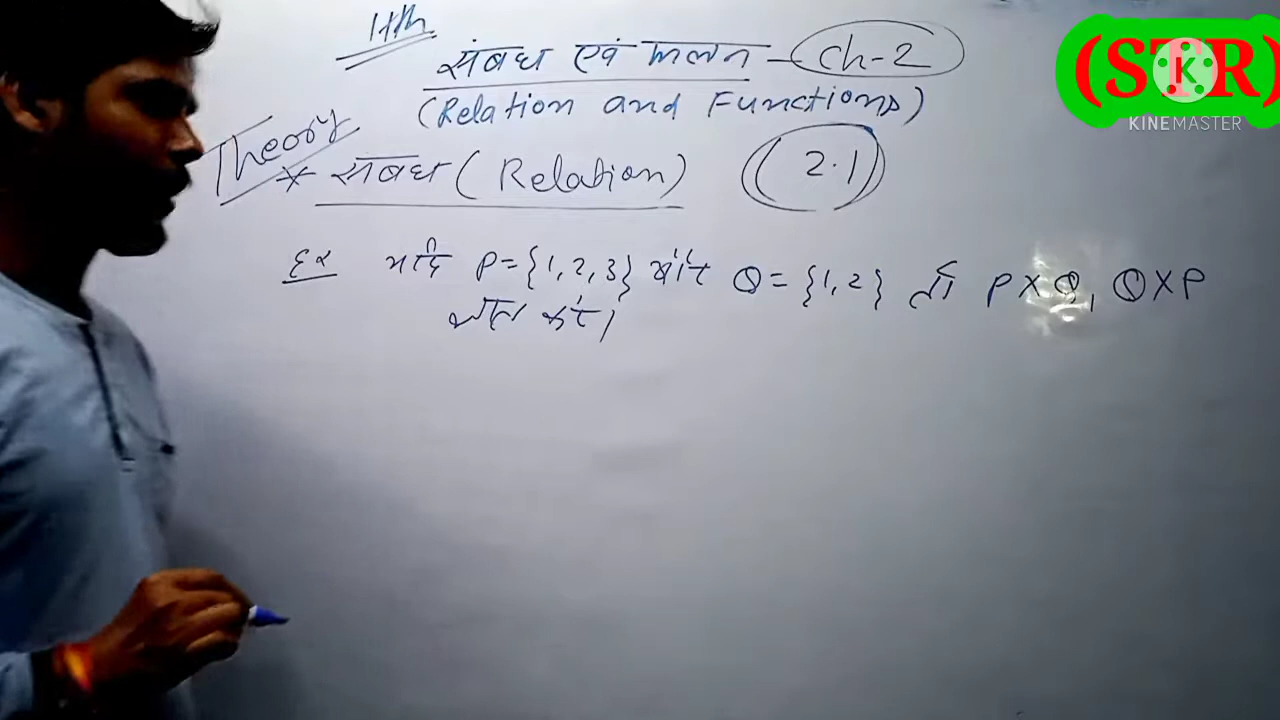 11th
संबंध एवं फलन - Ch-2
(Relation and Functions)
Theory
* संबंध (Relation) (2.1)
Ex यदि P={1,2,3} और Q={1,2} तो P×Q, Q×P
ज्ञात करो।
(STR)
K
KINEMASTER